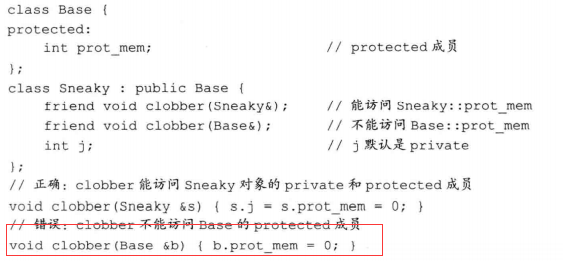 class Base {
protected:
    int prot_mem;                // protected 成员
};
class Sneaky : public Base {
    friend void clobber(Sneaky&);    // 能访问 Sneaky::prot_mem
    friend void clobber(Base&);      // 不能访问 Base::prot_mem
    int j;                           // j 默认是 private
};
// 正确：clobber 能访问 Sneaky 对象的 private 和 protected 成员
void clobber(Sneaky &s) { s.j = s.prot_mem = 0; }
// 错误：clobber 不能访问 Base 的 protected 成员
void clobber(Base &b) { b.prot_mem = 0; }